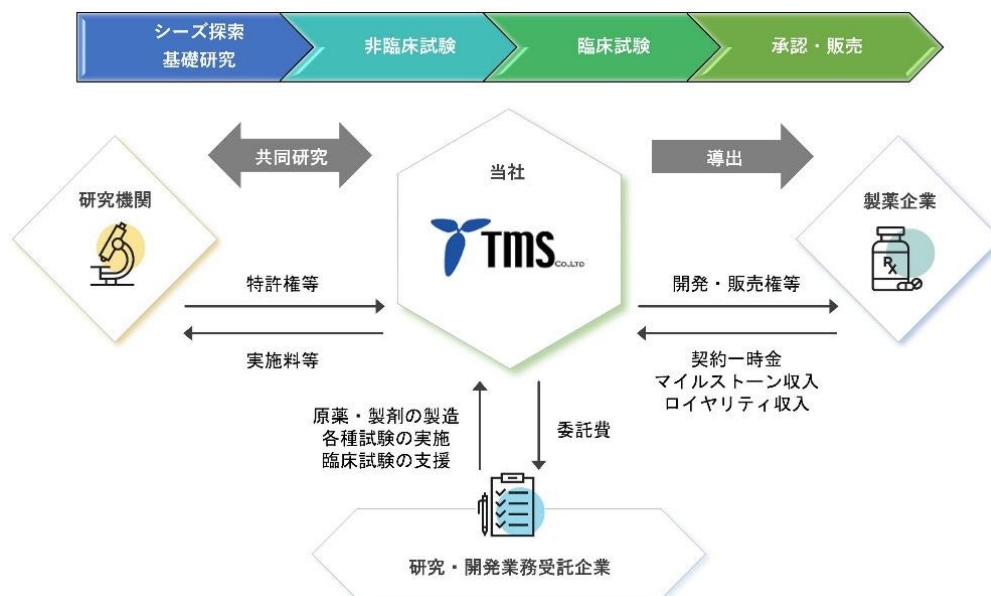 シーズ探索
基礎研究
非臨床試験
臨床試験
承認・販売
共同研究
当社
導出
研究機関
TMS CO.,LTD
製薬企業
Rx
特許権等
開発・販売権等
実施料等
契約一時金
マイルストーン収入
ロイヤリティ収入
原薬・製剤の製造
各種試験の実施
臨床試験の支援
委託費
研究・開発業務受託企業